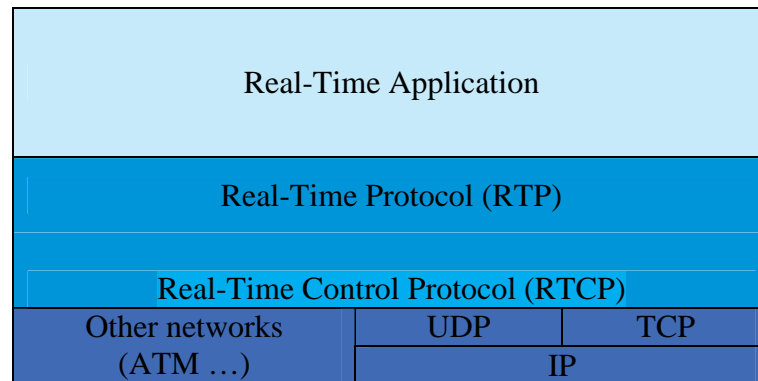 Real-Time Application
Real-Time Protocol (RTP)
Real-Time Control Protocol (RTCP)
Other networks
(ATM …)
UDP
TCP
IP